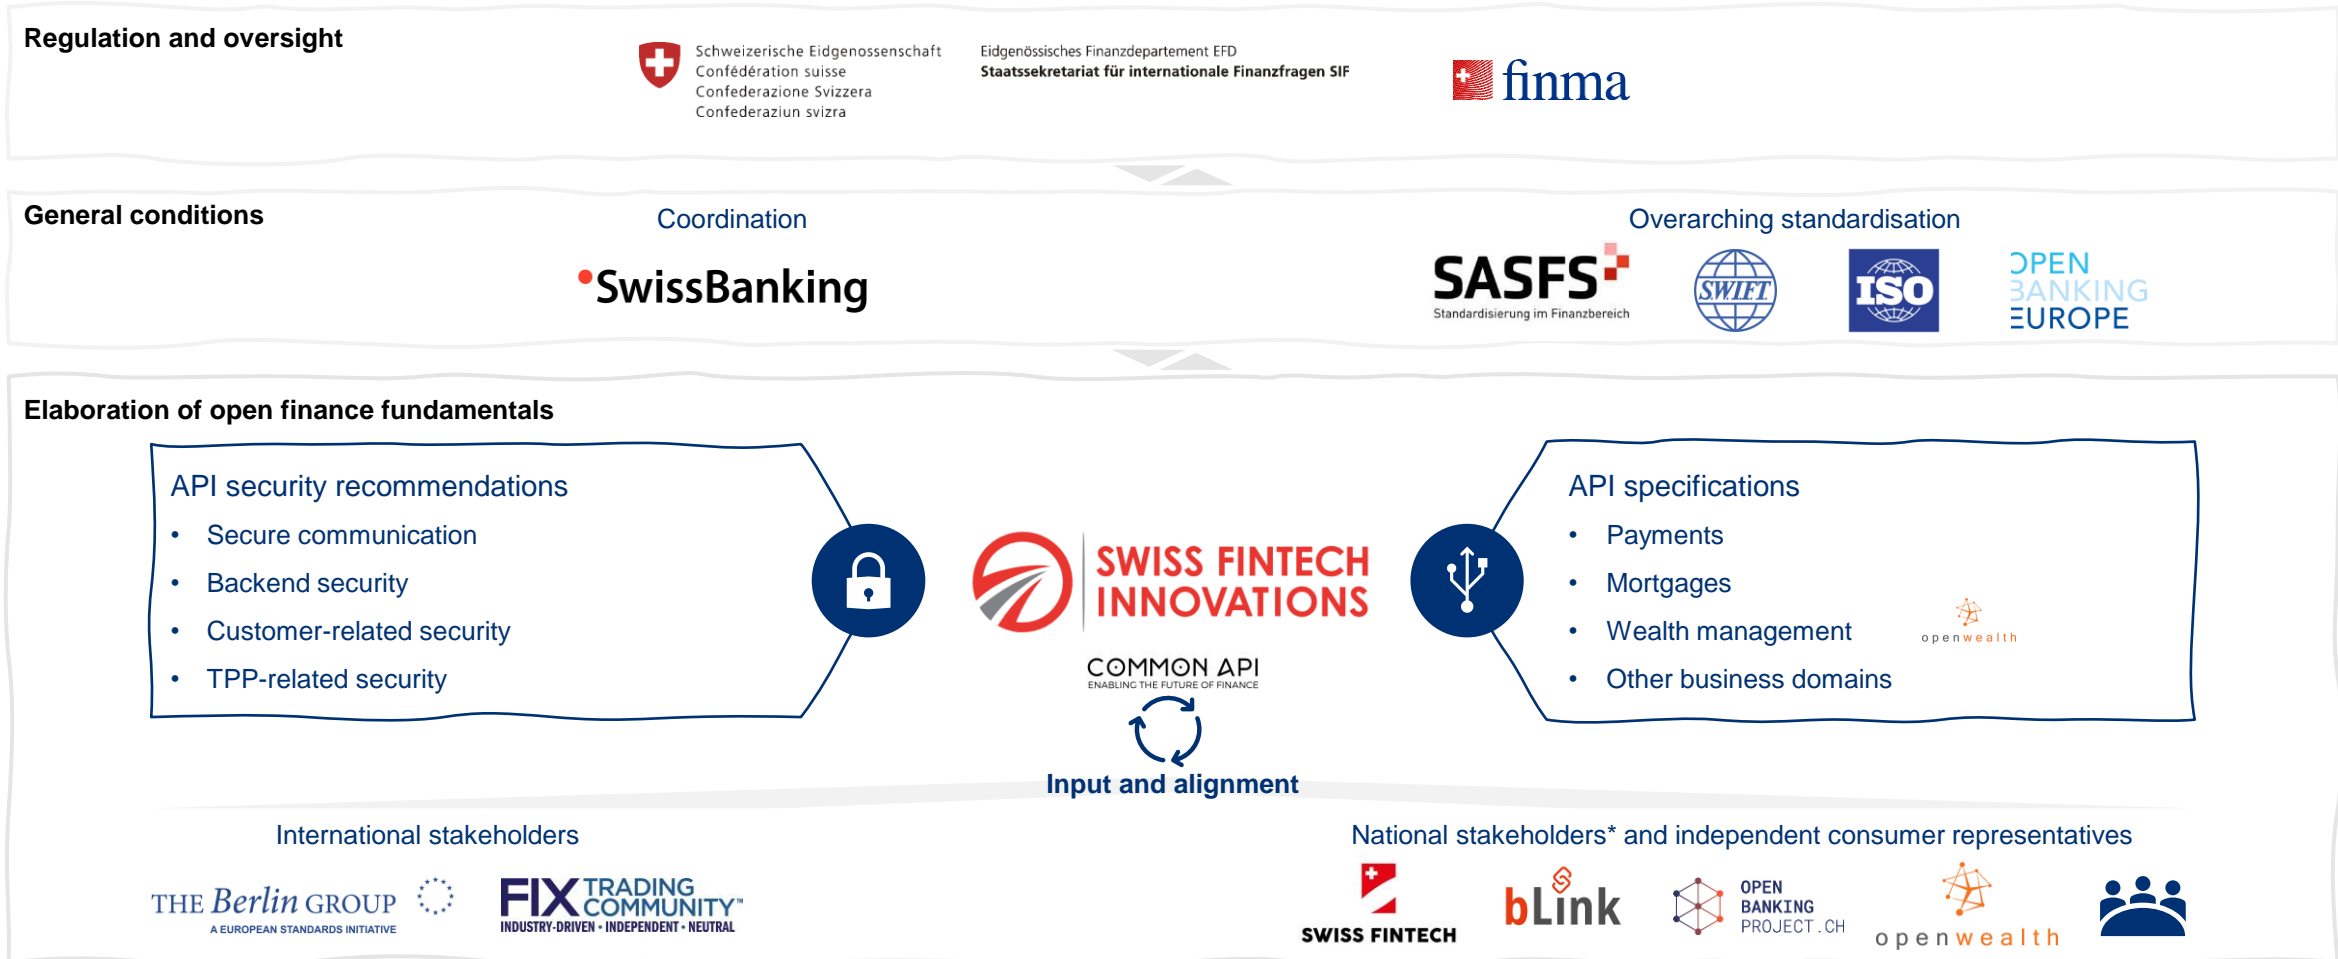 Regulation and oversight
Schweizerische Eidgenossenschaft
Confédération suisse
Confederazione Svizzera
Confederaziun svizra
Eidgenössisches Finanzdepartement EFD
Staatssekretariat für internationale Finanzfragen SIF
finma
General conditions
Coordination
SwissBanking
Overarching standardisation
SASFS
Standardisierung im Finanzbereich
SWIFT
ISO
OPEN
BANKING
EUROPE
Elaboration of open finance fundamentals
API security recommendations
• Secure communication
• Backend security
• Customer-related security
• TPP-related security
SWISS FINTECH
INNOVATIONS
COMMON API
ENABLING THE FUTURE OF FINANCE
API specifications
• Payments
• Mortgages
• Wealth management
openwealth
• Other business domains
Input and alignment
International stakeholders
THE Berlin GROUP
A EUROPEAN STANDARDS INITIATIVE
FIX TRADING
COMMUNITY™
INDUSTRY-DRIVEN • INDEPENDENT • NEUTRAL
National stakeholders* and independent consumer representatives
SWISS FINTECH
bLink
OPEN
BANKING
PROJECT.CH
openwealth